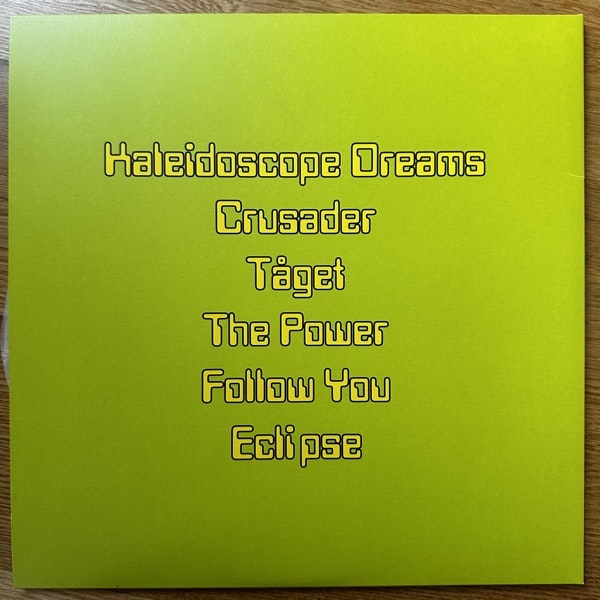 Kaleidoscope Dreams
Crusader
Tåget
The Power
Follow You
Eclipse